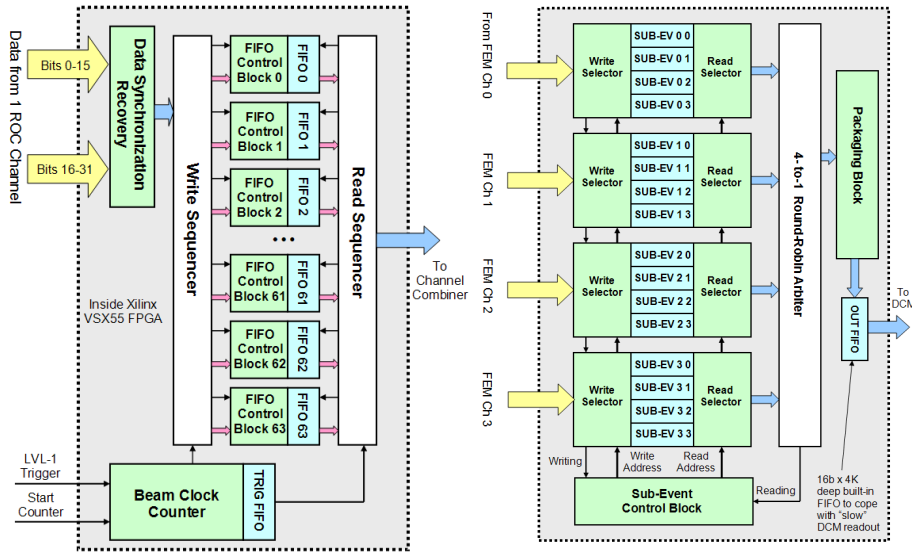 Data from 1 ROC Channel
Bits 0-15
Bits 16-31
Data Synchronization
Recovery
Write Sequencer
FIFO
Control
Block 0
FIFO 0
FIFO
Control
Block 1
FIFO 1
FIFO
Control
Block 2
FIFO 2
...
FIFO
Control
Block 61
FIFO 61
FIFO
Control
Block 62
FIFO 62
FIFO
Control
Block 63
FIFO 63
Read Sequencer
To
Channel
Combiner
Inside Xilinx
VSX55 FPGA
LVL-1
Trigger
Start
Counter
Beam Clock
Counter
TRIG FIFO
From FEM Ch 0
FEM Ch 1
FEM Ch 2
FEM Ch 3
Write
Selector
SUB-EV 0 0
SUB-EV 0 1
SUB-EV 0 2
SUB-EV 0 3
Read
Selector
Write
Selector
SUB-EV 1 0
SUB-EV 1 1
SUB-EV 1 2
SUB-EV 1 3
Read
Selector
Write
Selector
SUB-EV 2 0
SUB-EV 2 1
SUB-EV 2 2
SUB-EV 2 3
Read
Selector
Write
Selector
SUB-EV 3 0
SUB-EV 3 1
SUB-EV 3 2
SUB-EV 3 3
Read
Selector
4-to-1 Round-Robin Arbiter
Packaging Block
OUT FIFO
To
DCM
Writing
Write
Address
Read
Address
Reading
Sub-Event
Control Block
16b x 4K
deep built-in
FIFO to cope
with “slow”
DCM readout